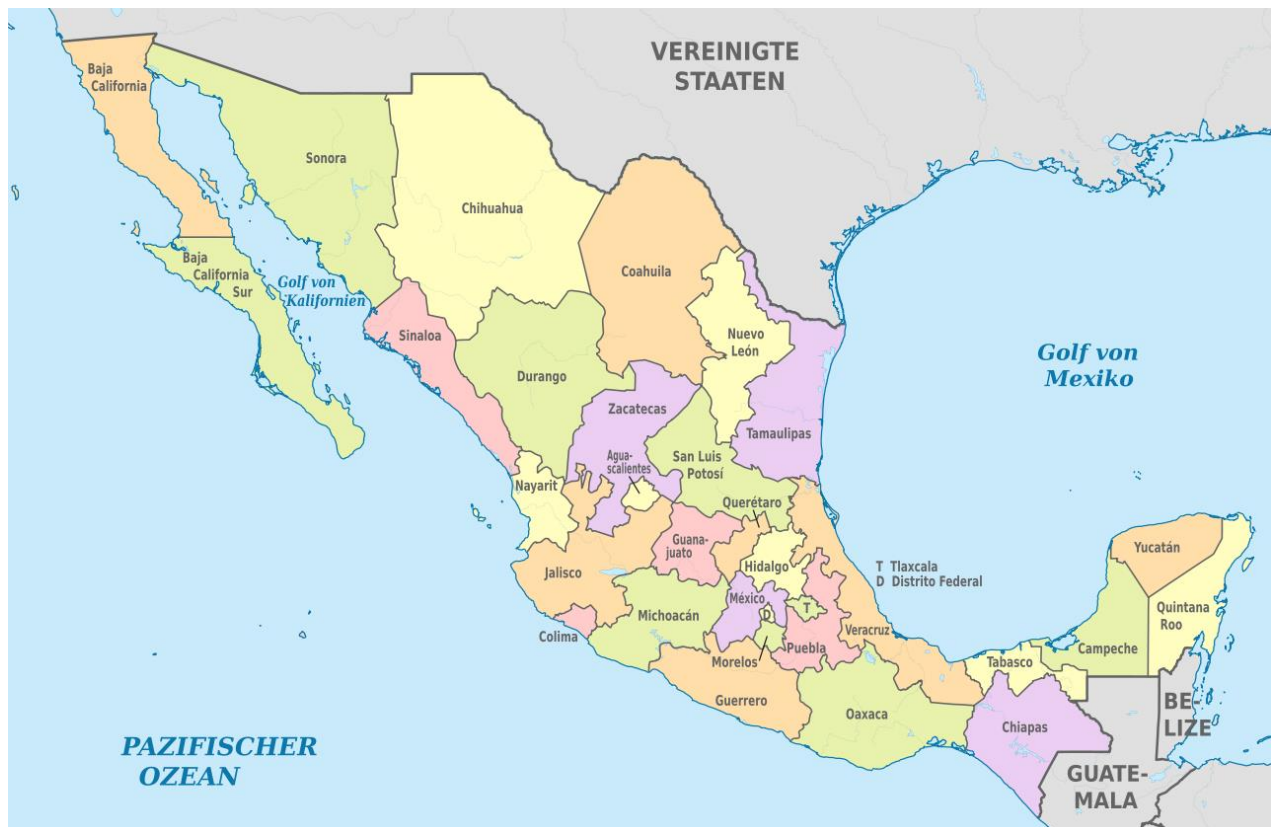 VEREINIGTE
STAATEN
Baja
California
Sonora
Chihuahua
Coahuila
Baja
California
Sur
Golf von
Kalifornien
Sinaloa
Nuevo
León
Durango
Golf von
Mexiko
Zacatecas
Tamaulipas
Agua-
scalientes
San Luis
Potosí
Nayarit
Querétaro
Guana-
juato
Jalisco
Hidalgo
Yucatán
T Tlaxcala
D Distrito Federal
México
D
T
Michoacán
Colima
Veracruz
Quintana
Roo
Campeche
Morelos
Puebla
Tabasco
Guerrero
Oaxaca
Chiapas
BE-
LIZE
PAZIFISCHER
OZEAN
GUATE-
MALA